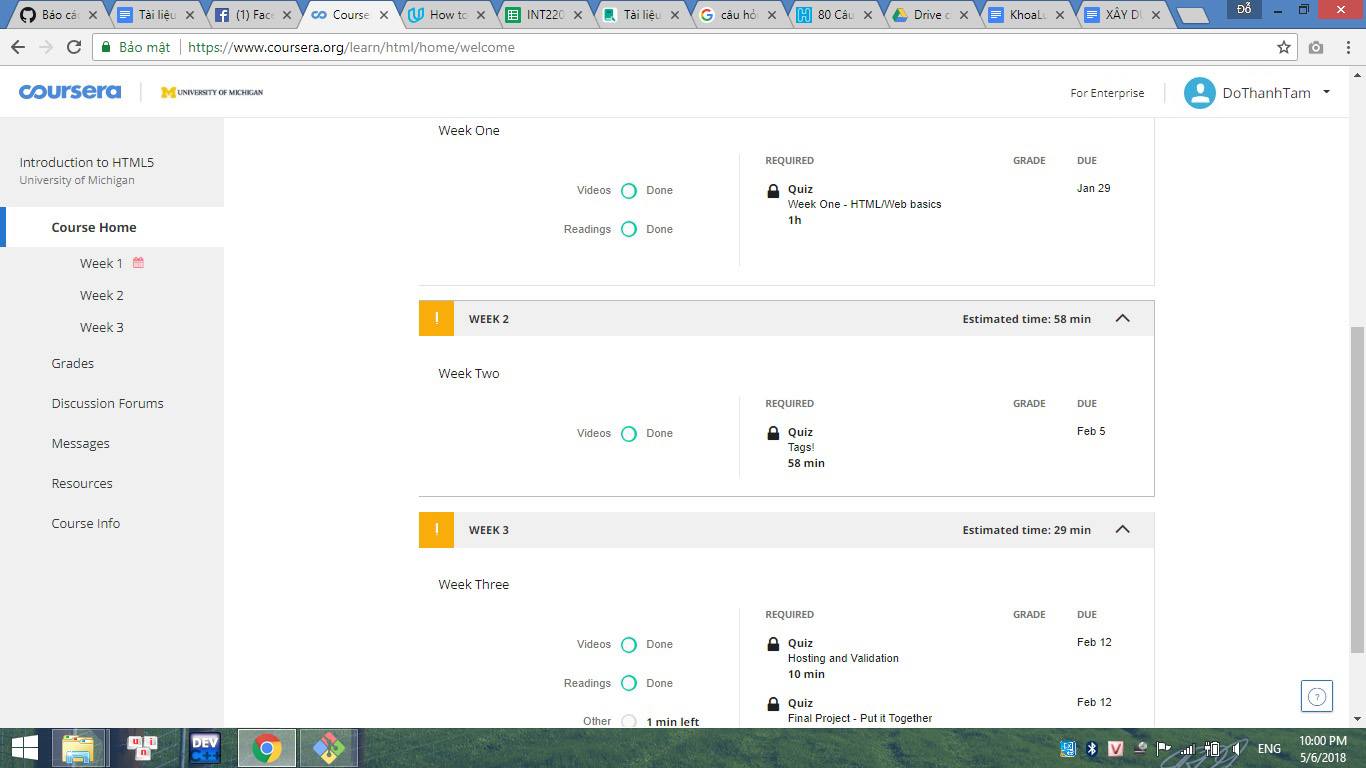 Báo cá
Tài liệu
(1) Face
Course
How to
INT220
Tài liệu
câu hỏ
80 Câu
Drive c
Khoa
XÂY D
Đỗ
Bảo mật
https://www.coursera.org/learn/html/home/welcome
coursera
M UNIVERSITY OF MICHIGAN
For Enterprise
DoThanhTam
Introduction to HTML5
University of Michigan
Course Home
Week 1
Week 2
Week 3
Grades
Discussion Forums
Messages
Resources
Course Info
Week One
REQUIRED GRADE DUE
Videos Done
Readings Done
Quiz Jan 29
Week One - HTML/Web basics
1h
! WEEK 2 Estimated time: 58 min
Week Two
REQUIRED GRADE DUE
Videos Done
Quiz Feb 5
Tags!
58 min
! WEEK 3 Estimated time: 29 min
Week Three
REQUIRED GRADE DUE
Videos Done
Readings Done
Other 1 min left
Quiz Feb 12
Hosting and Validation
10 min
Quiz Feb 12
Final Project - Put it Together
?
DEV
C++
V
ENG
10:00 PM
5/6/2018